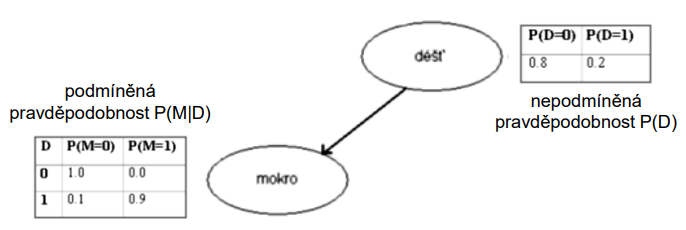 P(D=0) P(D=1)
0.8 0.2
déšť
nepodmíněná
pravděpodobnost P(D)
podmíněná
pravděpodobnost P(M|D)
D P(M=0) P(M=1)
0 1.0 0.0
1 0.1 0.9
mokro